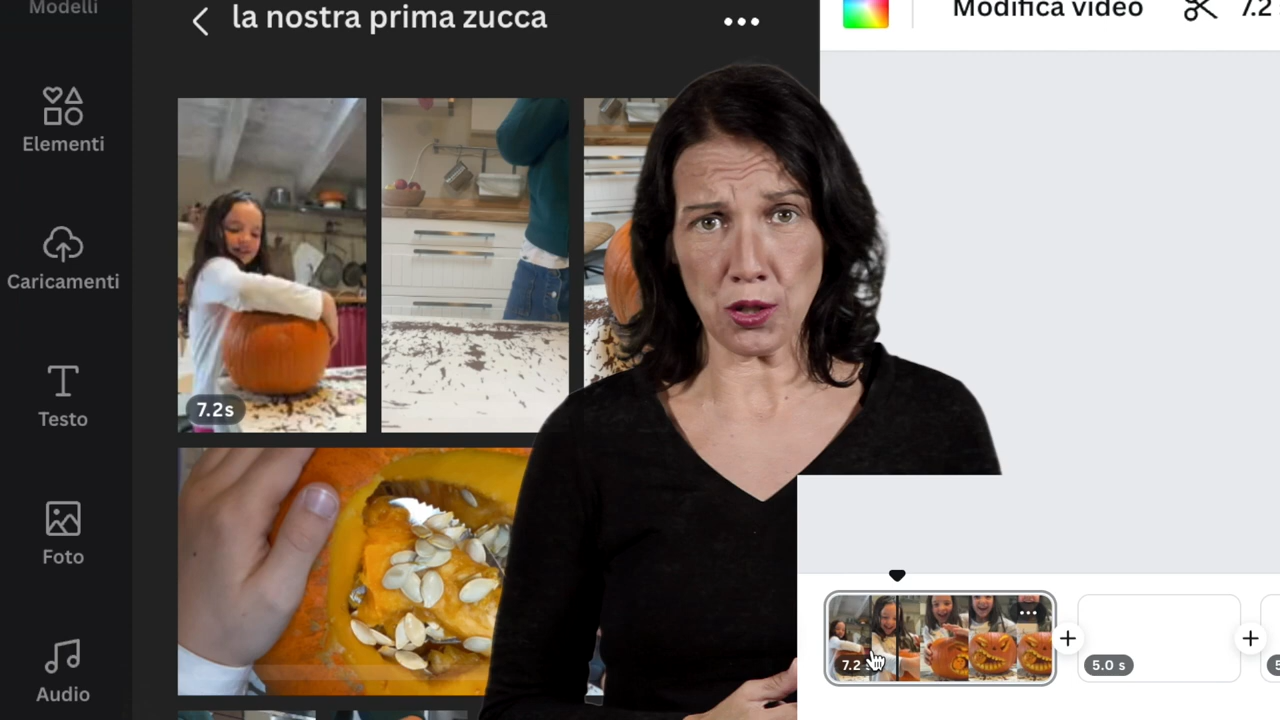 Modelli
la nostra prima zucca
Modifica video
7.2
Elementi
Caricamenti
7.2s
Testo
Foto
Audio
7.2
5.0 s